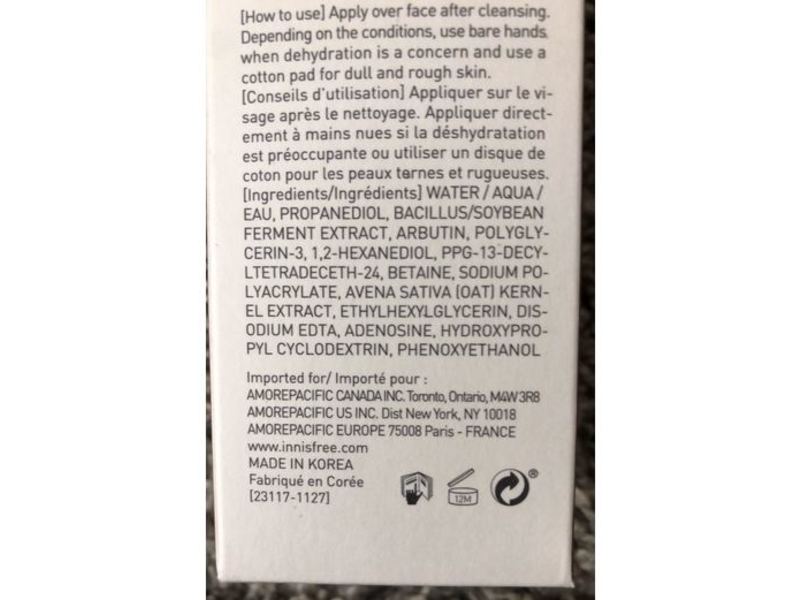 [How to use] Apply over face after cleansing.
Depending on the conditions, use bare hands
when dehydration is a concern and use a
cotton pad for dull and rough skin.
[Conseils d'utilisation] Appliquer sur le vi-
sage après le nettoyage. Appliquer direct-
ement à mains nues si la déshydratation
est préoccupante ou utiliser un disque de
coton pour les peaux ternes et rugueuses.
[Ingredients/Ingrédients] WATER / AQUA /
EAU, PROPANEDIOL, BACILLUS/SOYBEAN
FERMENT EXTRACT, ARBUTIN, POLYGLY-
CERIN-3, 1,2-HEXANEDIOL, PPG-13-DECY-
LTETRADECETH-24, BETAINE, SODIUM PO-
LYACRYLATE, AVENA SATIVA (OAT) KERN-
EL EXTRACT, ETHYLHEXYLGLYCERIN, DIS-
ODIUM EDTA, ADENOSINE, HYDROXYPRO-
PYL CYCLODEXTRIN, PHENOXYETHANOL
Imported for/ Importé pour :
AMOREPACIFIC CANADA INC. Toronto, Ontario, M4W 3R8
AMOREPACIFIC US INC. Dist New York, NY 10018
AMOREPACIFIC EUROPE 75008 Paris - FRANCE
www.innisfree.com
MADE IN KOREA
Fabriqué en Corée
[23117-1127]
12M
®